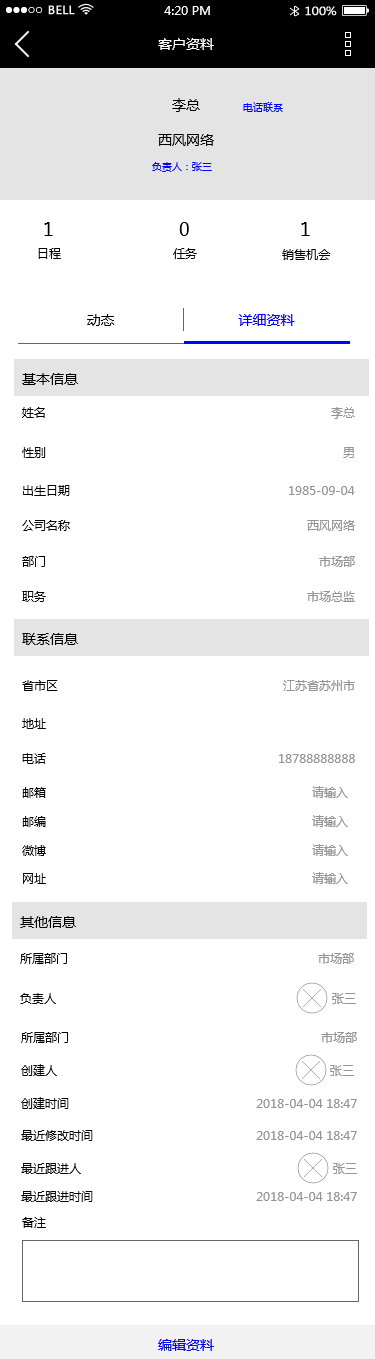 BELL 4:20 PM 100%
客户资料
李总 电话联系
西风网络
负责人：张三
1 0 1
日程 任务 销售机会
动态 详细资料
基本信息
姓名 李总
性别 男
出生日期 1985-09-04
公司名称 西风网络
部门 市场部
职务 市场总监
联系信息
省市区 江苏省苏州市
地址
电话 18788888888
邮箱 请输入
邮编 请输入
微博 请输入
网址 请输入
其他信息
所属部门 市场部
负责人 张三
所属部门 市场部
创建人 张三
创建时间 2018-04-04 18:47
最近修改时间 2018-04-04 18:47
最近跟进人 张三
最近跟进时间 2018-04-04 18:47
备注
编辑资料